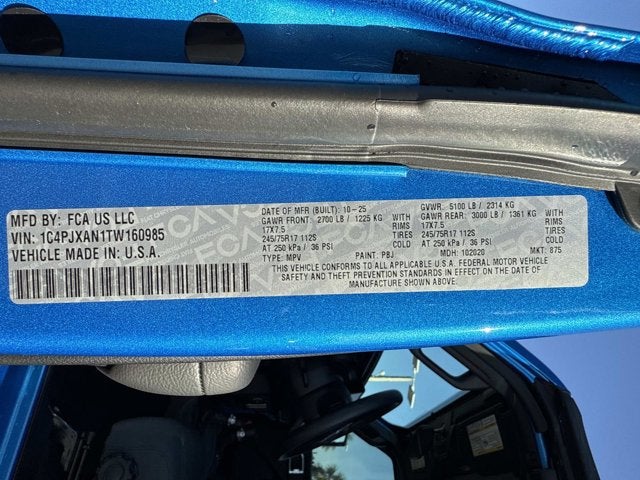 MFD BY: FCA US LLC
VIN: 1C4PJXAN1TW160985
VEHICLE MADE IN: U.S.A.
DATE OF MFR (BUILT): 10-25 GVWR: 5100 LB / 2314 KG
GAWR FRONT: 2700 LB / 1225 KG GAWR REAR: 3000 LB / 1361 KG
17X7.5 RIMS 17X7.5 RIMS
245/75R17 112S TIRES 245/75R17 112S TIRES
AT 250 kPa / 36 PSI COLD AT 250 kPa / 36 PSI COLD
TYPE: MPV PAINT: PBJ MDH: 102020 MKT: 875
THIS VEHICLE CONFORMS TO ALL APPLICABLE U.S.A. FEDERAL MOTOR VEHICLE
SAFETY AND THEFT PREVENTION STANDARDS IN EFFECT ON THE DATE OF
MANUFACTURE SHOWN ABOVE.